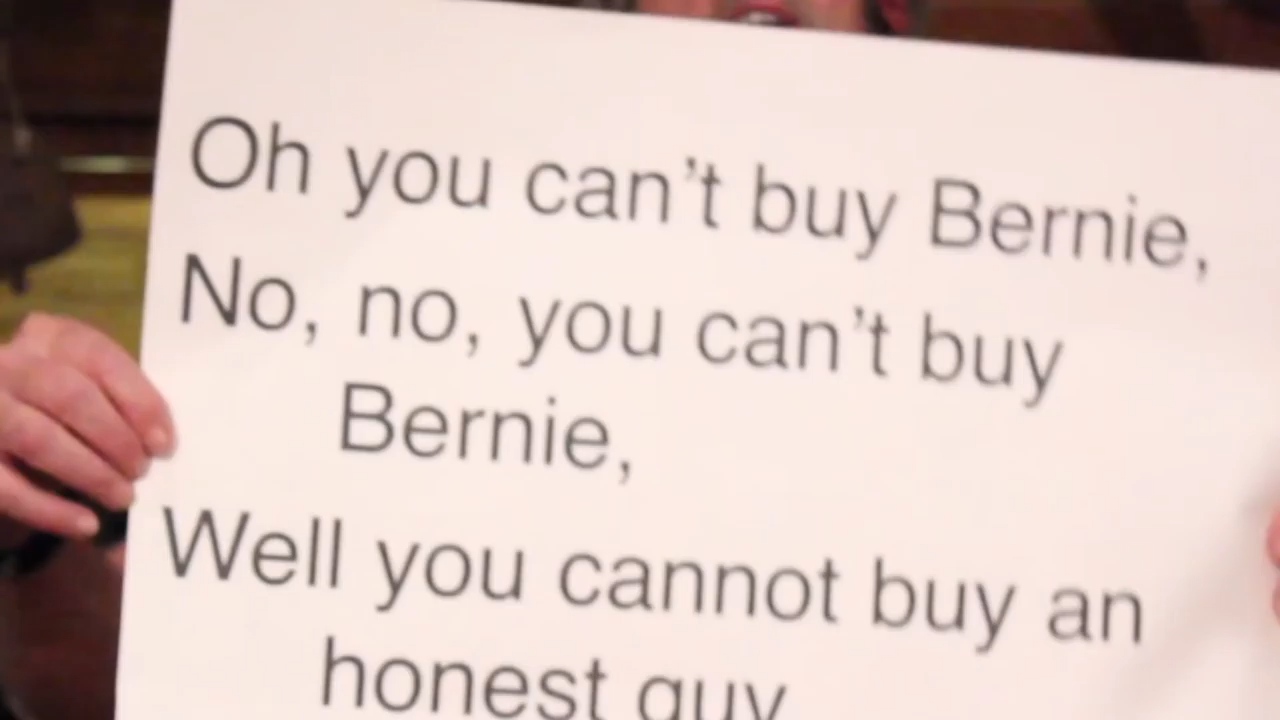 Oh you can't buy Bernie,
No, no, you can't buy
Bernie,
Well you cannot buy an
honest guy